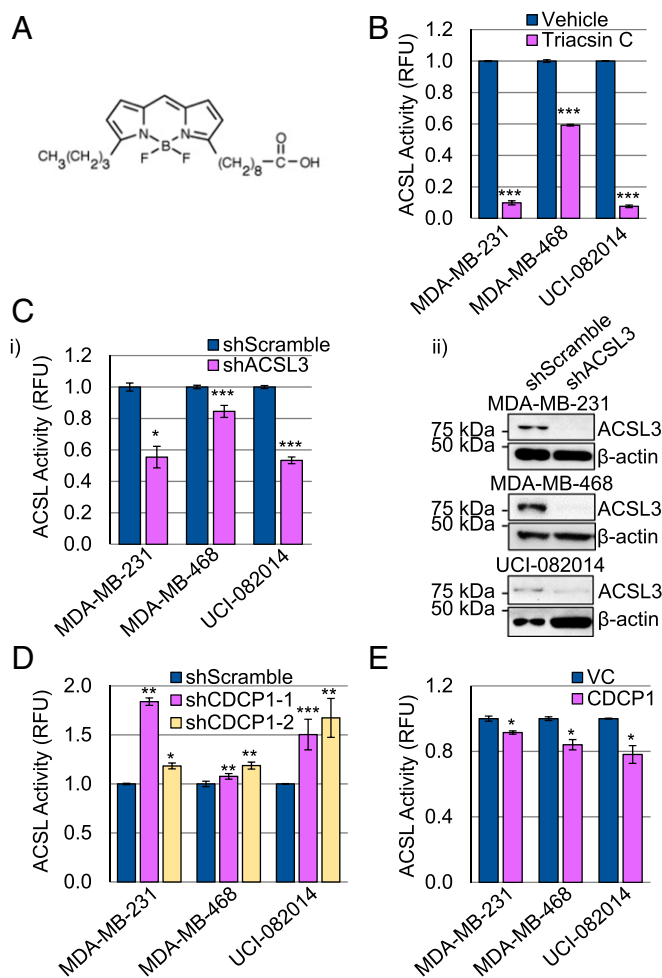 A
CH3(CH2)3
N
B
N
F
F
(CH2)8
C
O
OH
B
Vehicle
Triacsin C
ACSL Activity (RFU)
1.2
1.0
0.8
0.6
0.4
0.2
0.0
***
***
***
MDA-MB-231
MDA-MB-468
UCI-082014
C
i)
shScramble
shACSL3
ACSL Activity (RFU)
1.2
1.0
0.8
0.6
0.4
0.2
0.0
*
***
***
MDA-MB-231
MDA-MB-468
UCI-082014
ii)
shScramble
shACSL3
MDA-MB-231
75 kDa
50 kDa
ACSL3
β-actin
MDA-MB-468
75 kDa
50 kDa
ACSL3
β-actin
UCI-082014
75 kDa
50 kDa
ACSL3
β-actin
D
shScramble
shCDCP1-1
shCDCP1-2
ACSL Activity (RFU)
2.0
1.5
1.0
0.5
0.0
**
*
**
**
***
**
MDA-MB-231
MDA-MB-468
UCI-082014
E
VC
CDCP1
ACSL Activity (RFU)
1.2
0.8
0.4
0.0
*
*
*
MDA-MB-231
MDA-MB-468
UCI-082014